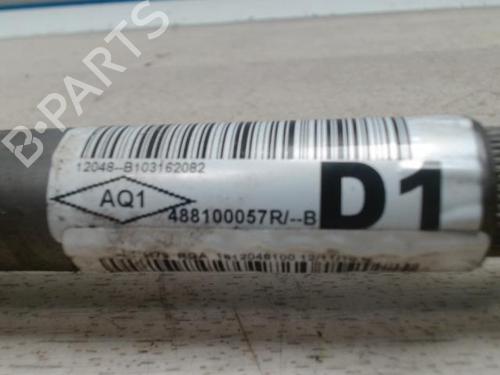 12048--B103162082
AQ1
488100057R/--B
D1
B-PARTS